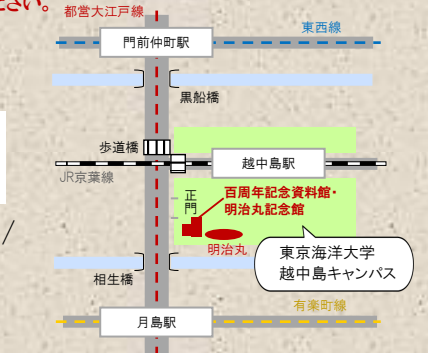 ださい。
都営大江戸線
東西線
門前仲町駅
黒船橋
歩道橋
越中島駅
JR京葉線
正門
百周年記念資料館・
明治丸記念館
明治丸
東京海洋大学
越中島キャンパス
相生橋
有楽町線
月島駅